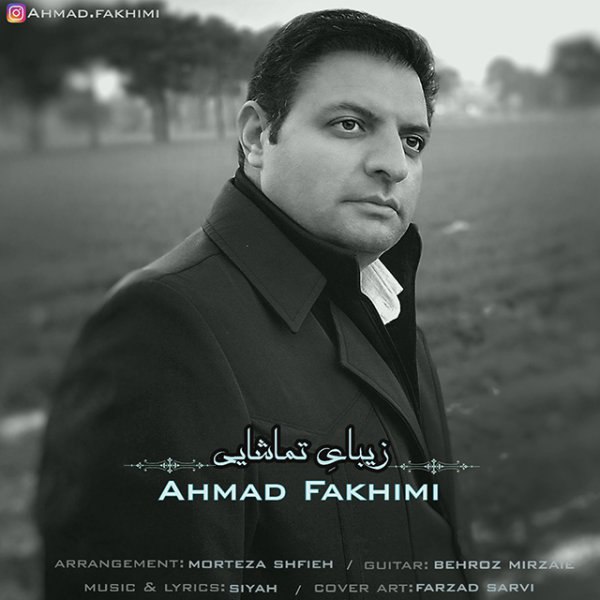 AHMAD.FAKHIMI
زیبایِ تماشایی
AHMAD FAKHIMI
ARRANGEMENT: MORTEZA SHFIEH / GUITAR: BEHROZ MIRZAIE
MUSIC & LYRICS: SIYAH / COVER ART: FARZAD SARVI